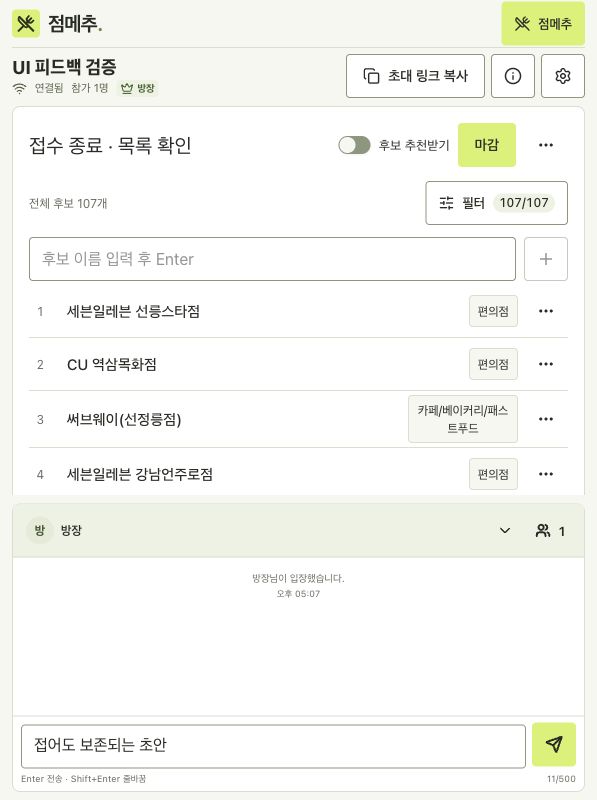 점메추.
점메추
UI 피드백 검증
연결됨 참가 1명 방장
초대 링크 복사
접수 종료 · 목록 확인
후보 추천받기
마감
전체 후보 107개
필터 107/107
후보 이름 입력 후 Enter
1 세븐일레븐 선릉스타점 편의점
2 CU 역삼목화점 편의점
3 써브웨이(선정릉점) 카페/베이커리/패스
트푸드
4 세븐일레븐 강남언주로점 편의점
방 방장 1
방장님이 입장했습니다.
오후 05:07
접어도 보존되는 초안
Enter 전송 · Shift+Enter 줄바꿈 11/500